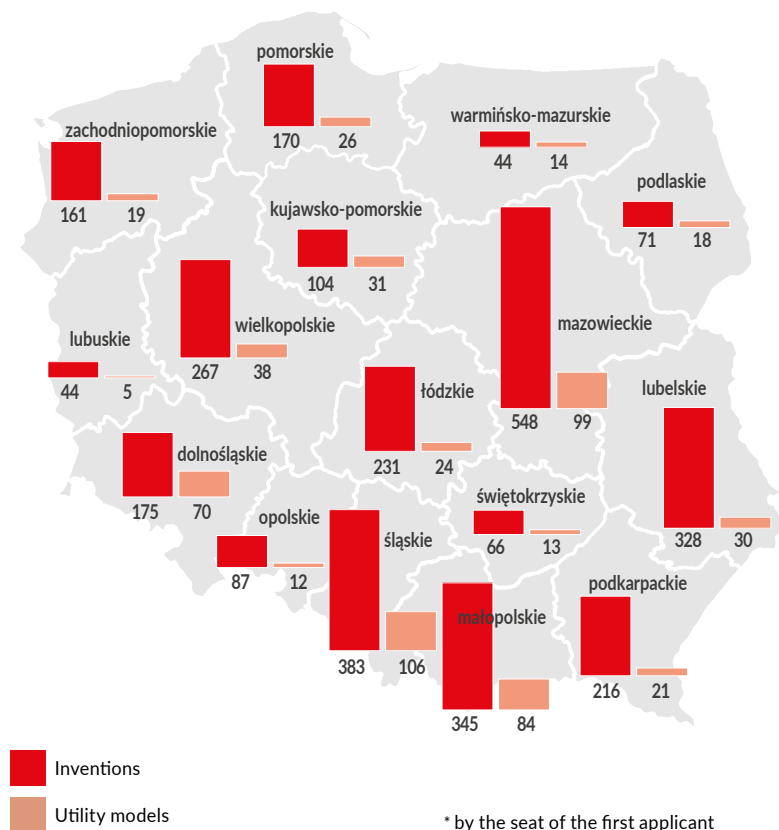 pomorskie
170 26
warmińsko-mazurskie
44 14
zachodniopomorskie
161 19
podlaskie
71 18
kujawsko-pomorskie
104 31
wielkopolskie
267 38
mazowieckie
548 99
lubuskie
44 5
łódzkie
231 24
lubelskie
328 30
dolnośląskie
175 70
świętokrzyskie
66 13
opolskie
87 12
śląskie
383 106
małopolskie
345 84
podkarpackie
216 21
Inventions
Utility models
* by the seat of the first applicant